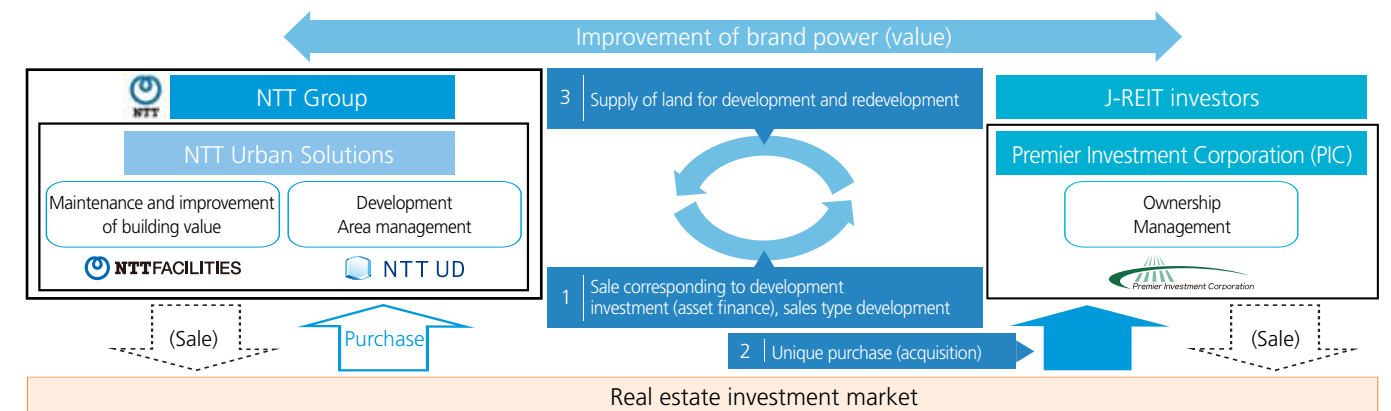 Improvement of brand power (value)
NTT
NTT Group
NTT Urban Solutions
Maintenance and improvement
of building value
Development
Area management
NTT FACILITIES
NTT UD
3 Supply of land for development and redevelopment
1 Sale corresponding to development
investment (asset finance), sales type development
2 Unique purchase (acquisition)
J-REIT investors
Premier Investment Corporation (PIC)
Ownership
Management
Premier Investment Corporation
(Sale)
Purchase
(Sale)
Real estate investment market